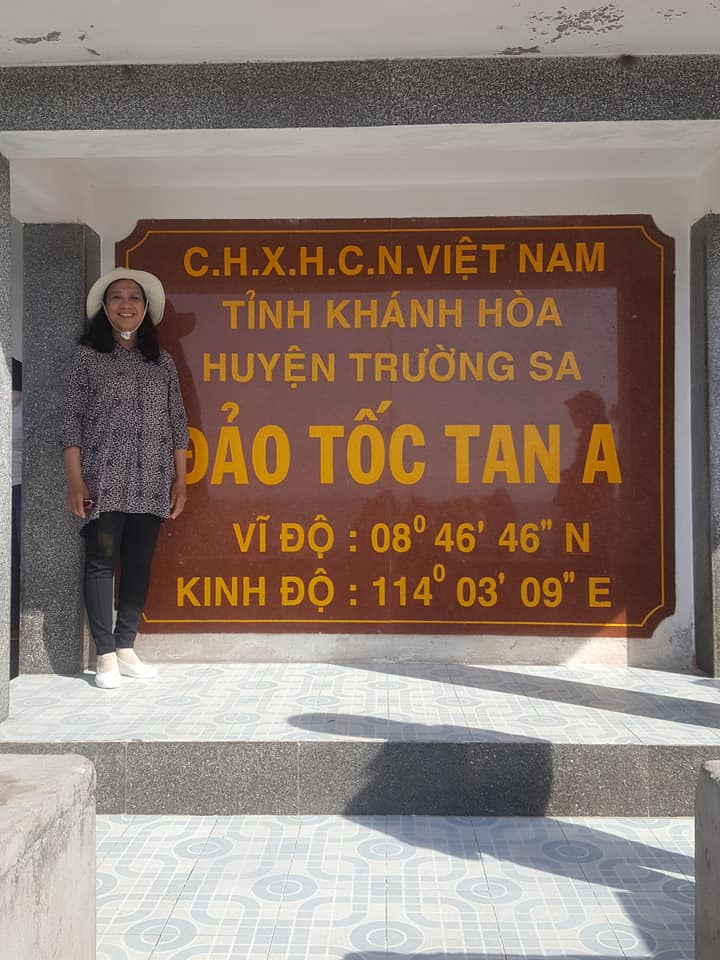 C.H.X.H.C.N.VIỆT NAM
TỈNH KHÁNH HÒA
HUYỆN TRƯỜNG SA
ĐẢO TỐC TAN A
VĨ ĐỘ : 08⁰ 46' 46" N
KINH ĐỘ : 114⁰ 03' 09" E